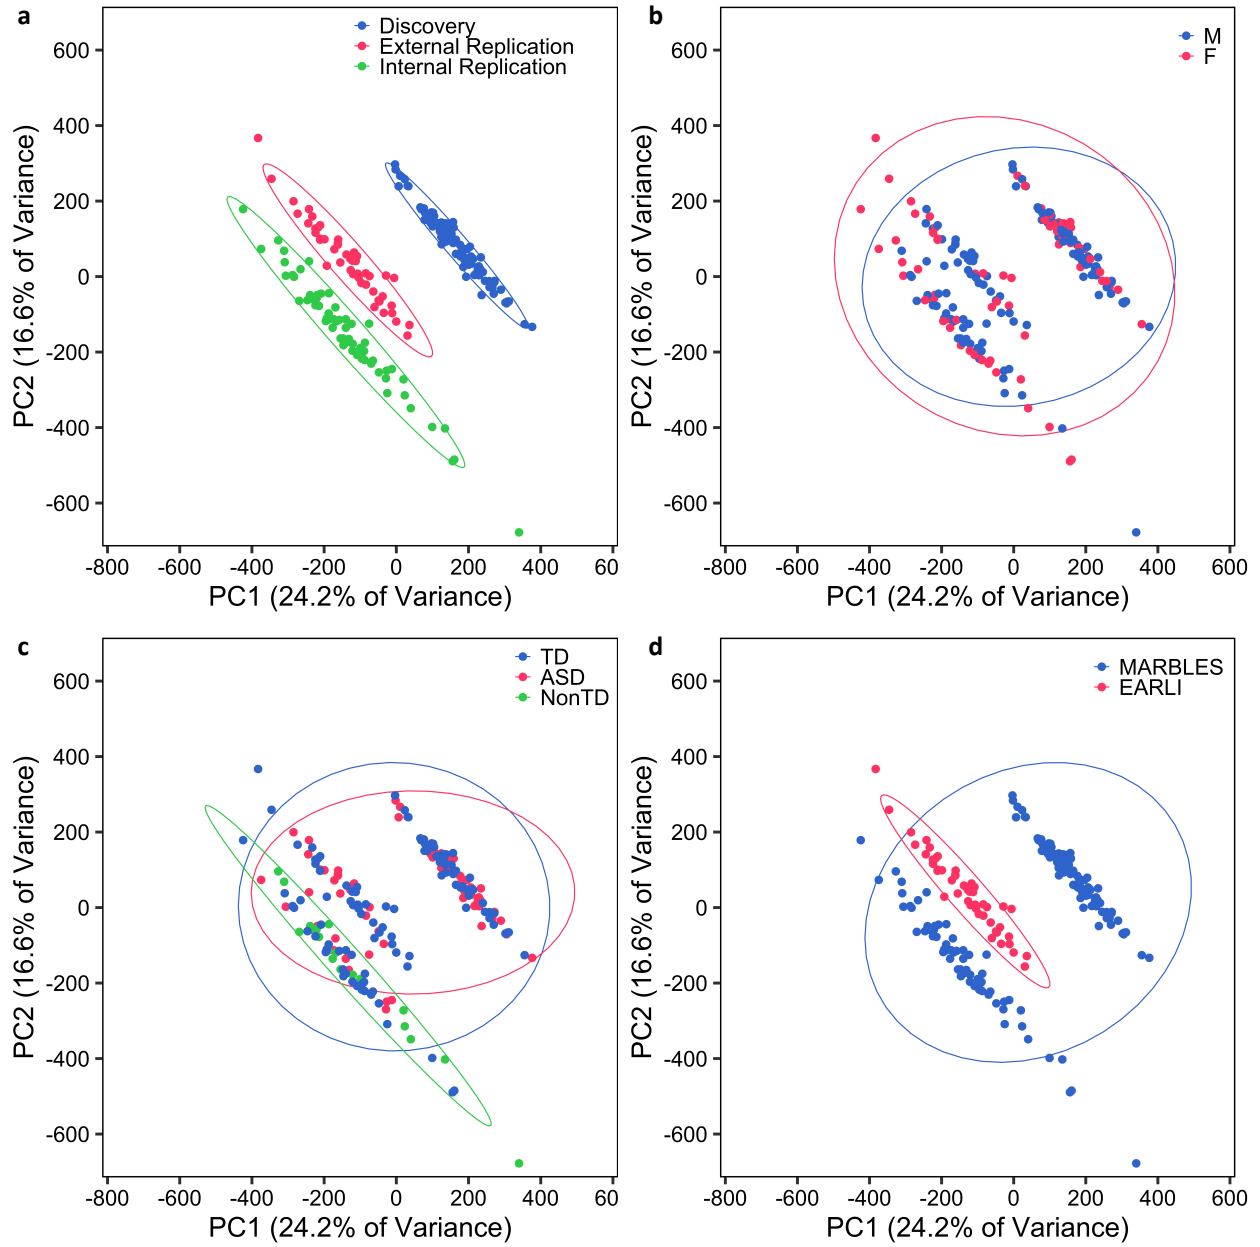 a
Discovery
External Replication
Internal Replication
600
400
200
0
-200
-400
-600
PC2 (16.6% of Variance)
-800 -600 -400 -200 0 200 400 60
PC1 (24.2% of Variance)
b
M
F
600
400
200
0
-200
-400
-600
PC2 (16.6% of Variance)
-800 -600 -400 -200 0 200 400 600
PC1 (24.2% of Variance)
c
TD
ASD
NonTD
600
400
200
0
-200
-400
-600
PC2 (16.6% of Variance)
-800 -600 -400 -200 0 200 400 600
PC1 (24.2% of Variance)
d
MARBLES
EARLI
600
400
200
0
-200
-400
-600
PC2 (16.6% of Variance)
-800 -600 -400 -200 0 200 400 600
PC1 (24.2% of Variance)